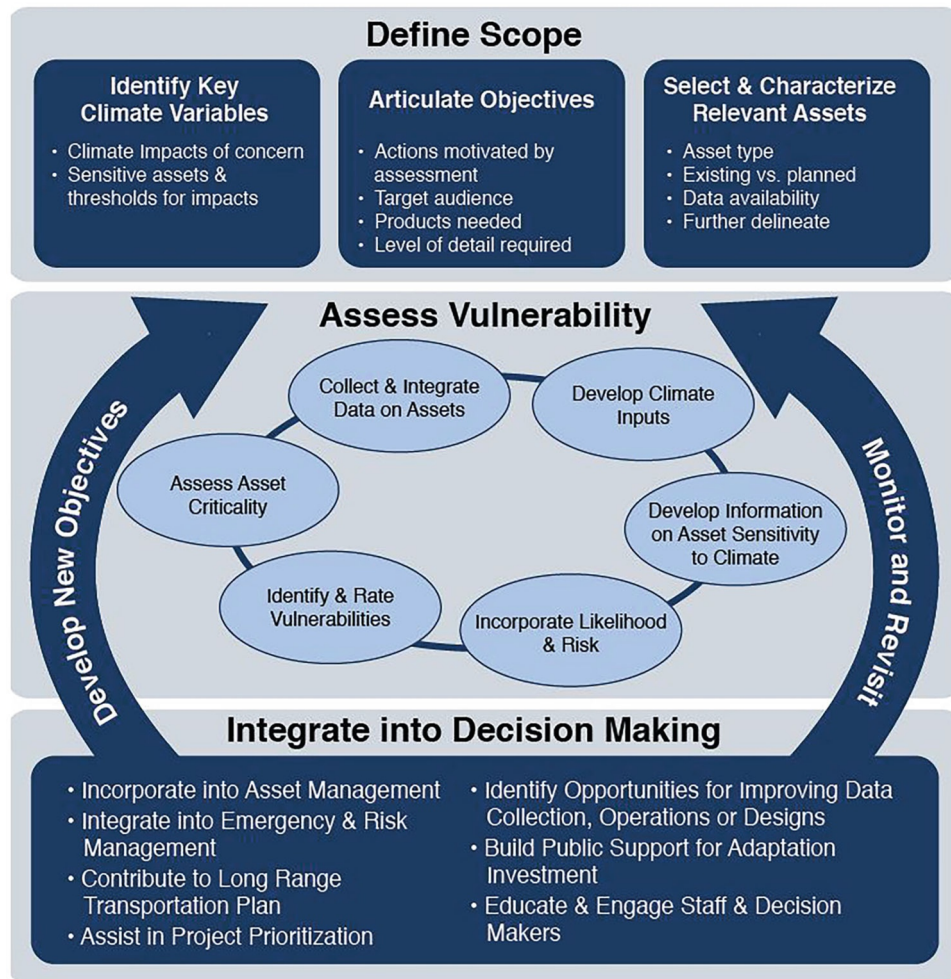 Define Scope
Identify Key
Climate Variables
• Climate Impacts of concern
• Sensitive assets &
thresholds for impacts
Articulate Objectives
• Actions motivated by
assessment
• Target audience
• Products needed
• Level of detail required
Select & Characterize
Relevant Assets
• Asset type
• Existing vs. planned
• Data availability
• Further delineate
Assess Vulnerability
Collect & Integrate
Data on Assets
Develop Climate
Inputs
Assess Asset
Criticality
Develop Information
on Asset Sensitivity
to Climate
Identify & Rate
Vulnerabilities
Incorporate Likelihood
& Risk
Develop New Objectives
Monitor and Revisit
Integrate into Decision Making
• Incorporate into Asset Management
• Integrate into Emergency & Risk
Management
• Contribute to Long Range
Transportation Plan
• Assist in Project Prioritization
• Identify Opportunities for Improving Data
Collection, Operations or Designs
• Build Public Support for Adaptation
Investment
• Educate & Engage Staff & Decision
Makers